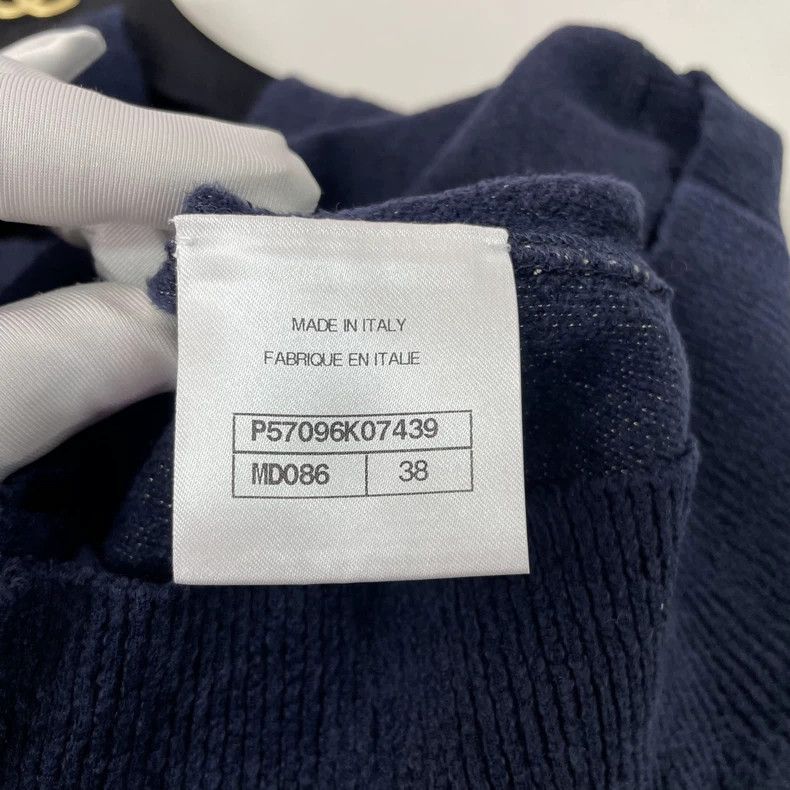 MADE IN ITALY
FABRIQUE EN ITALIE
P57096K07439
MD086 38